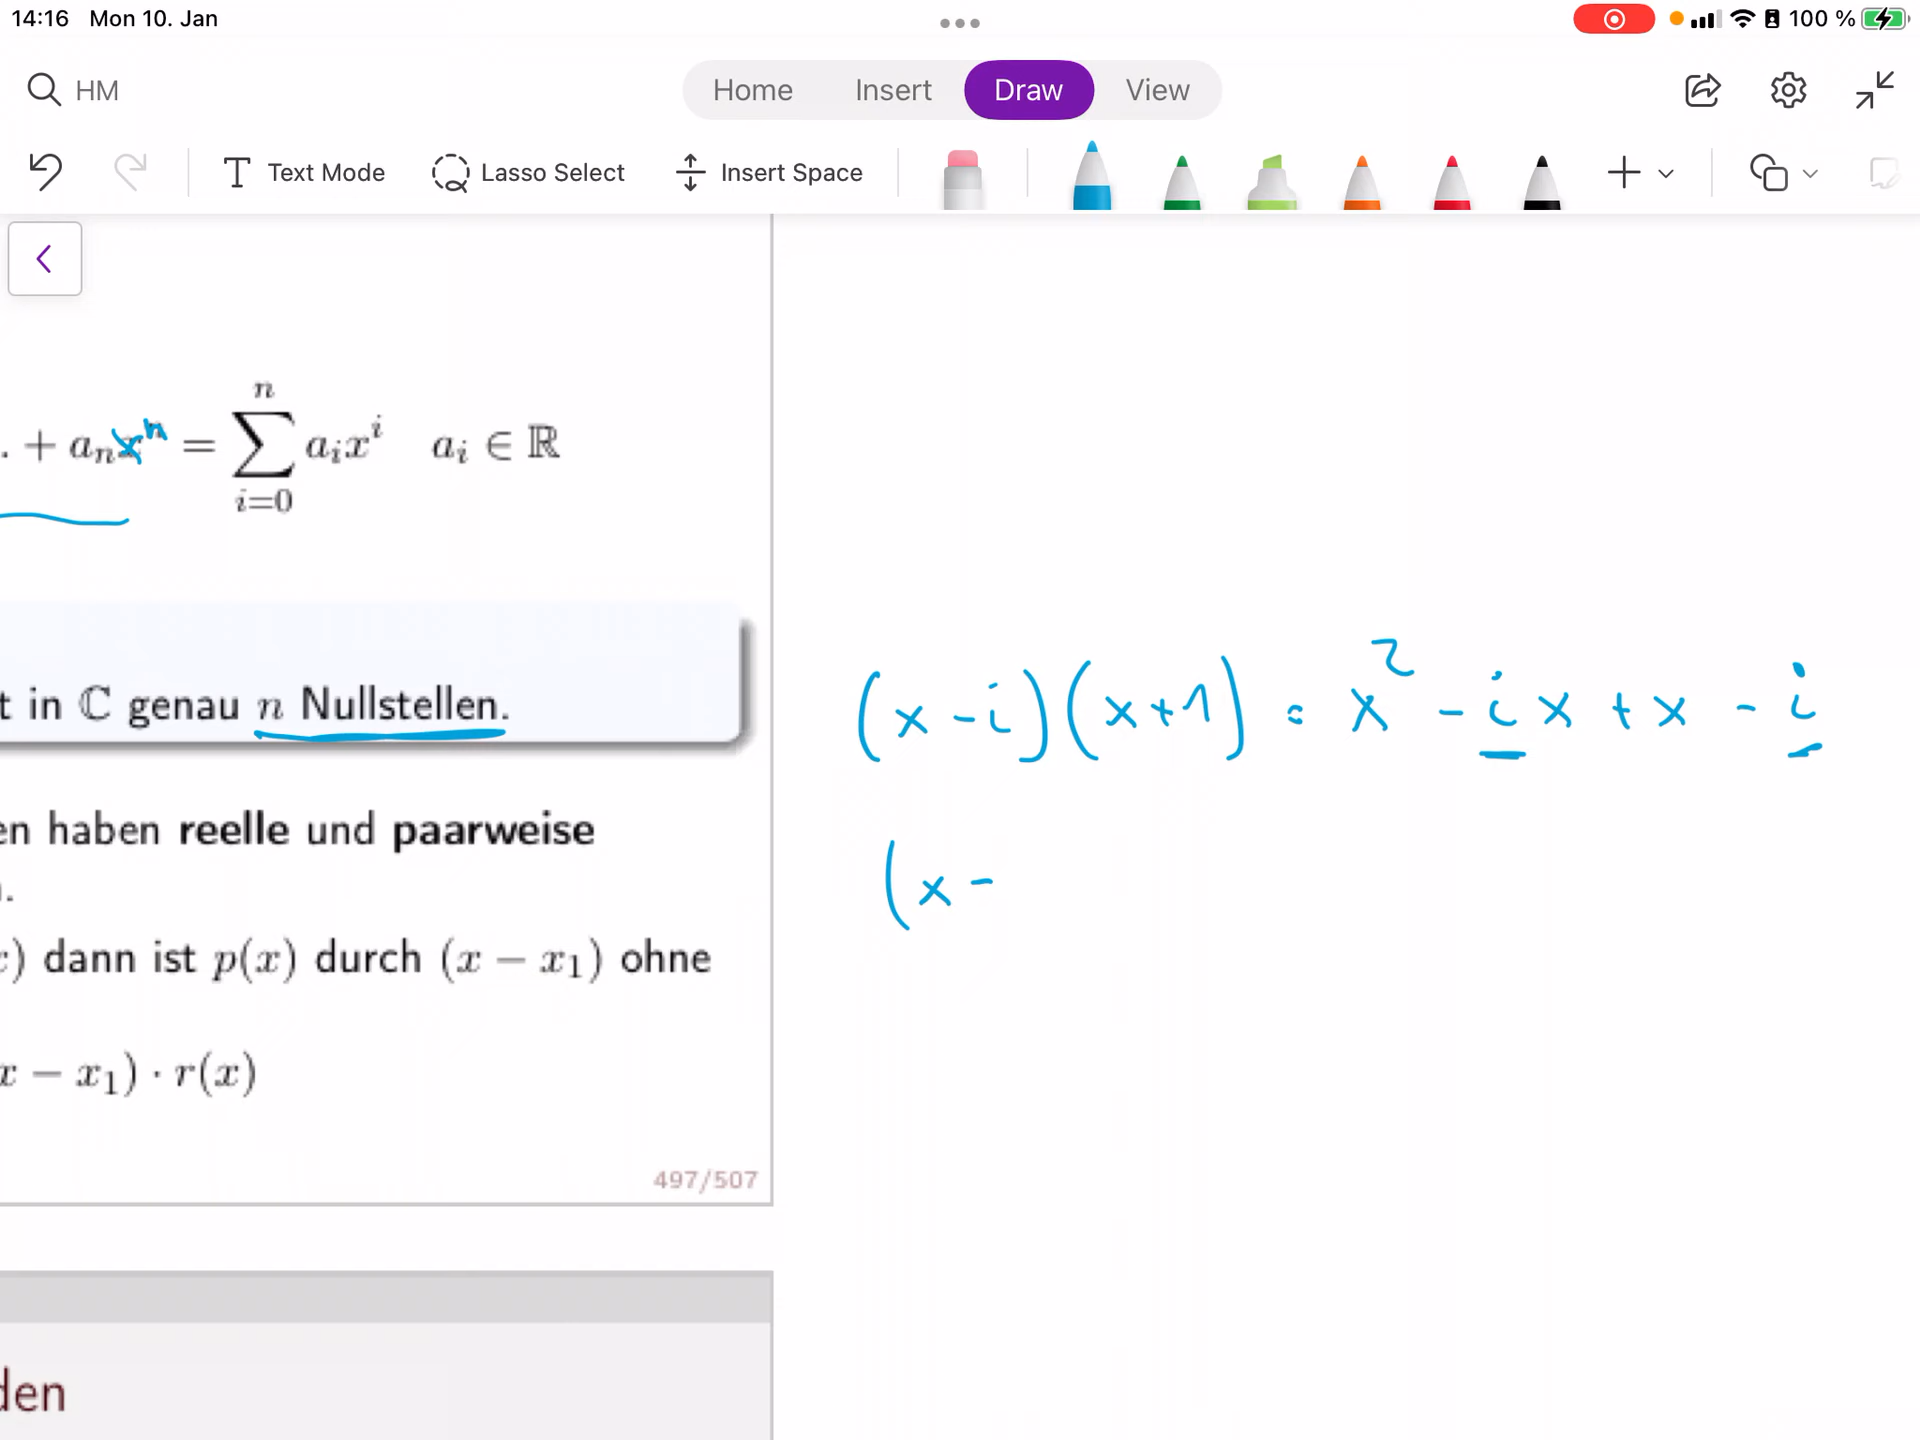 14:16 Mon 10. Jan 100 %
HM Home Insert Draw View
Text Mode Lasso Select Insert Space
. + aₙxⁿ = ∑ⁿᵢ₌₀ aᵢxⁱ aᵢ ∈ ℝ
t in ℂ genau n Nullstellen.
(x-i)(x+1) = x² - ix + x - i
en haben reelle und paarweise
.
(x -
) dann ist p(x) durch (x − x₁) ohne
x − x₁) · r(x)
497/507
den